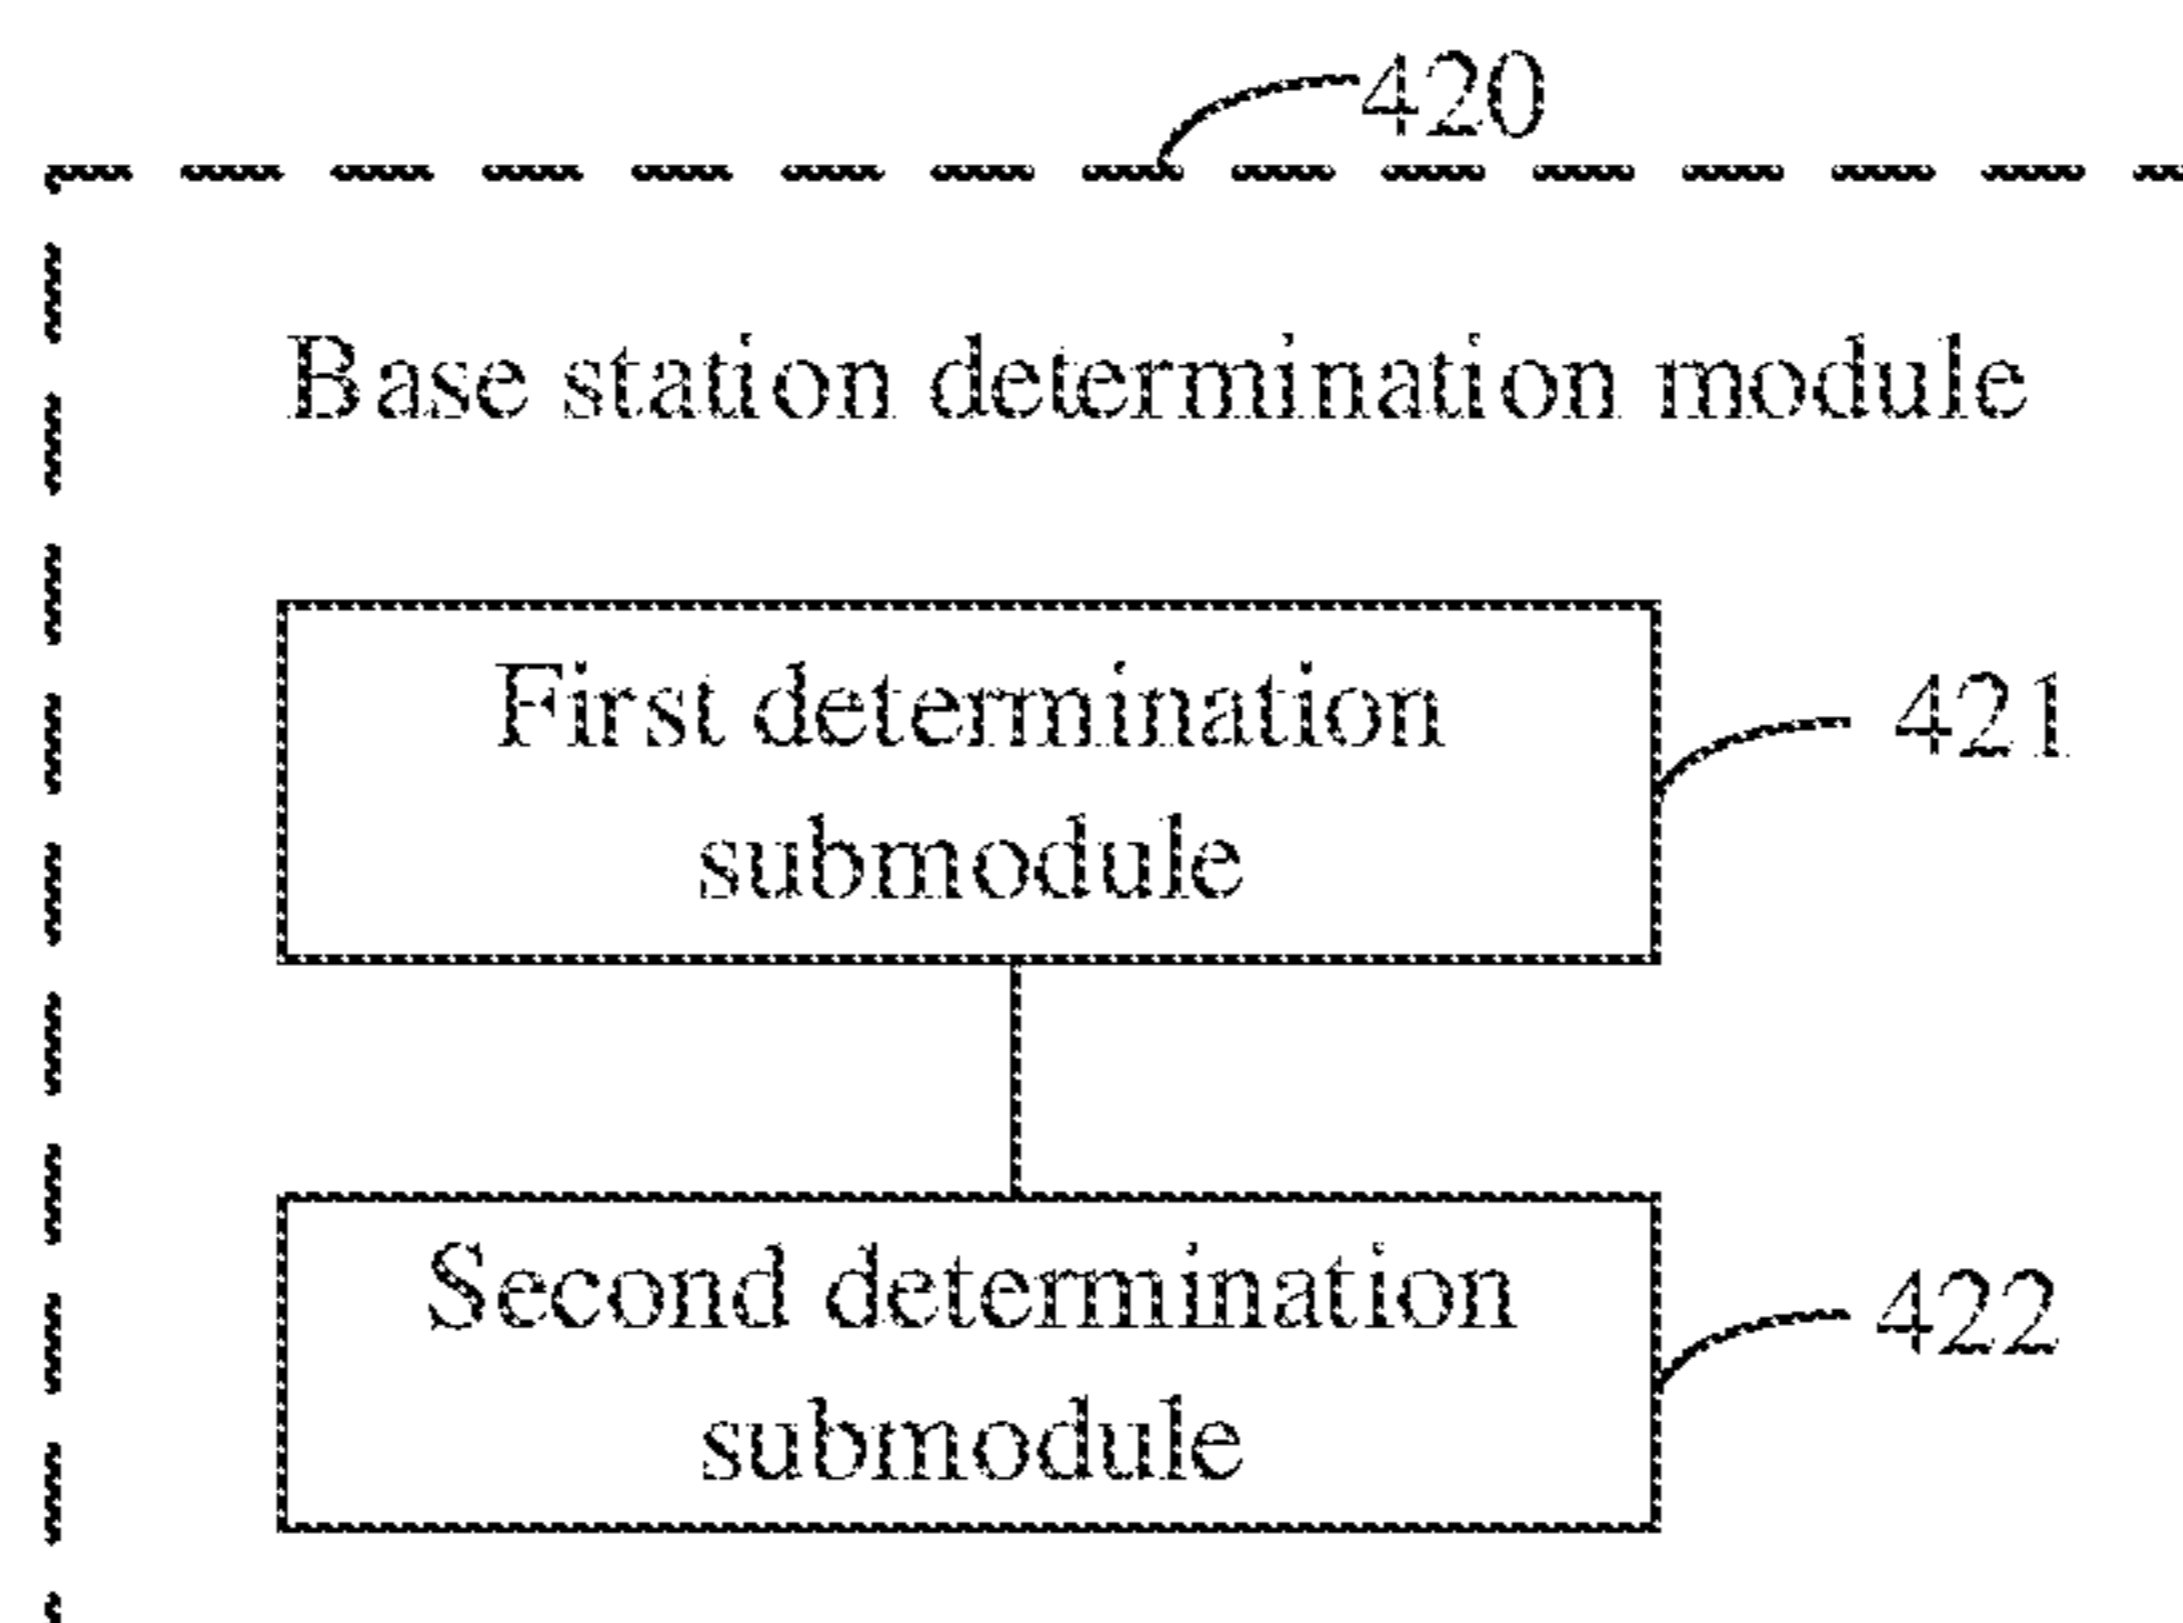 420
Base station determination module
First determination
submodule
421
Second determination
submodule
422